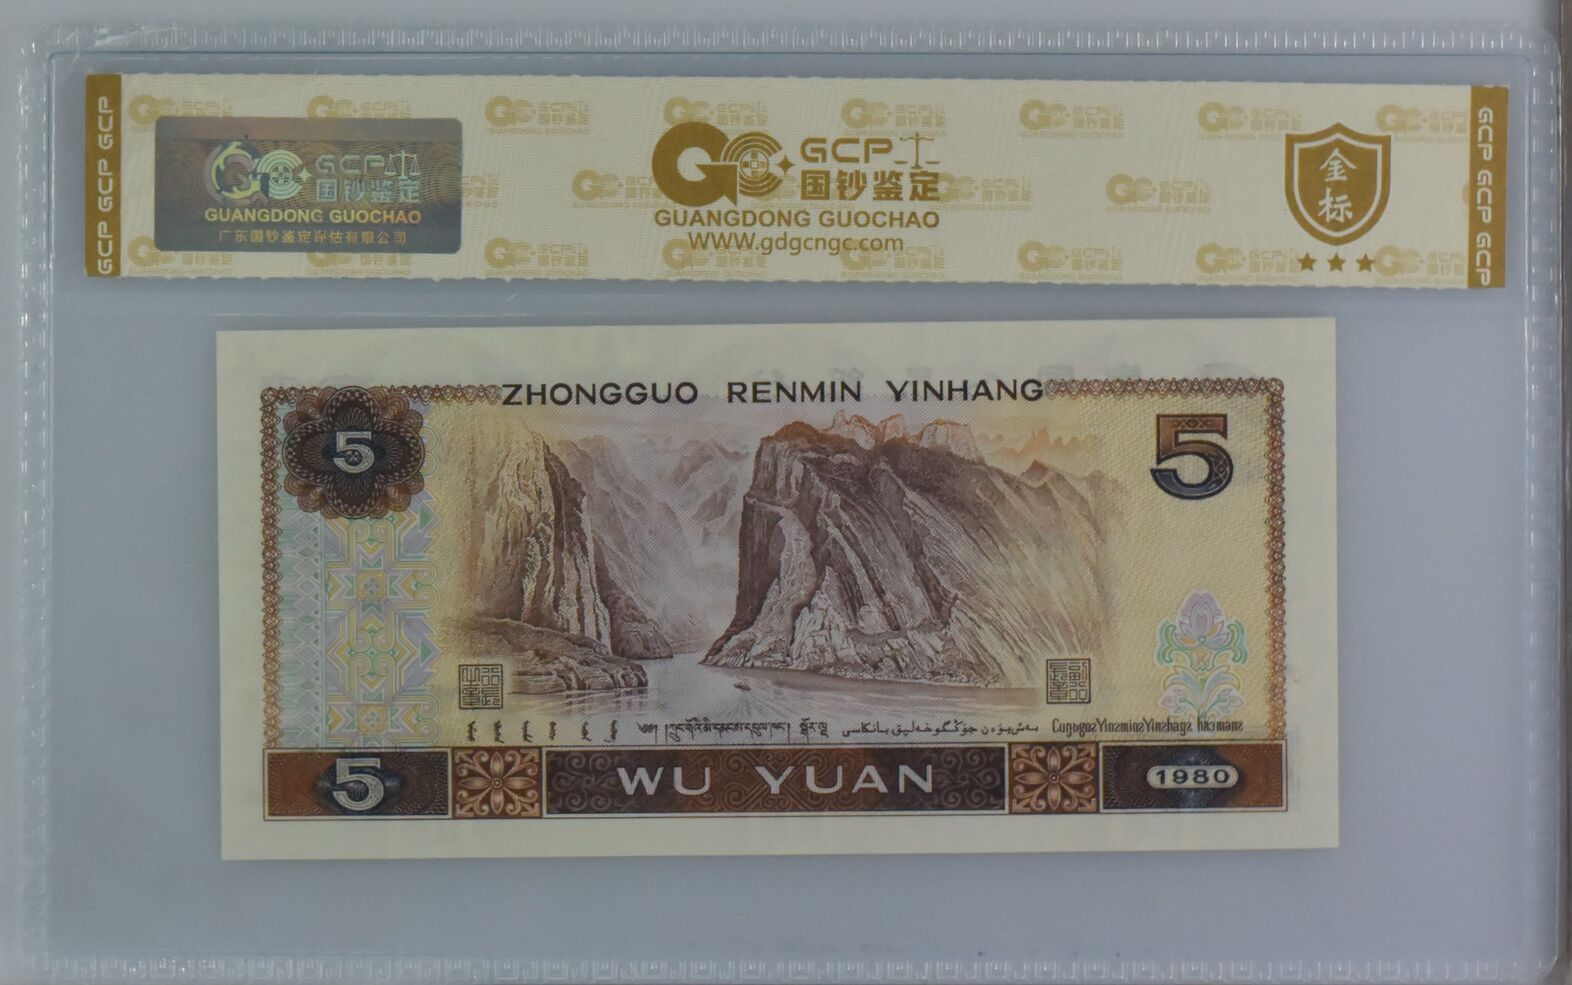 GCP GCP GCP
GCP
国钞鉴定
GUANGDONG GUOCHAO
广东国钞鉴定评估有限公司
GCP
国钞鉴定
GUANGDONG GUOCHAO
WWW.gdgcngc.com
金标
GCP GCP GCP
ZHONGGUO RENMIN YINHANG
5
5
5
WU YUAN
1980